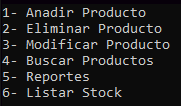 1- Anadir Producto
2- Eliminar Producto
3- Modificar Producto
4- Buscar Productos
5- Reportes
6- Listar Stock